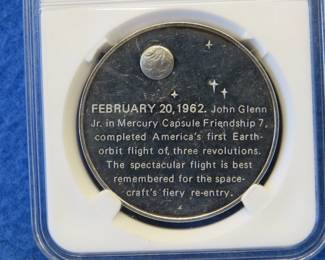 FEBRUARY 20, 1962. John Glenn
Jr. in Mercury Capsule Friendship 7,
completed America's first Earth-
orbit flight of, three revolutions.
The spectacular flight is best
remembered for the space-
craft's fiery re-entry.